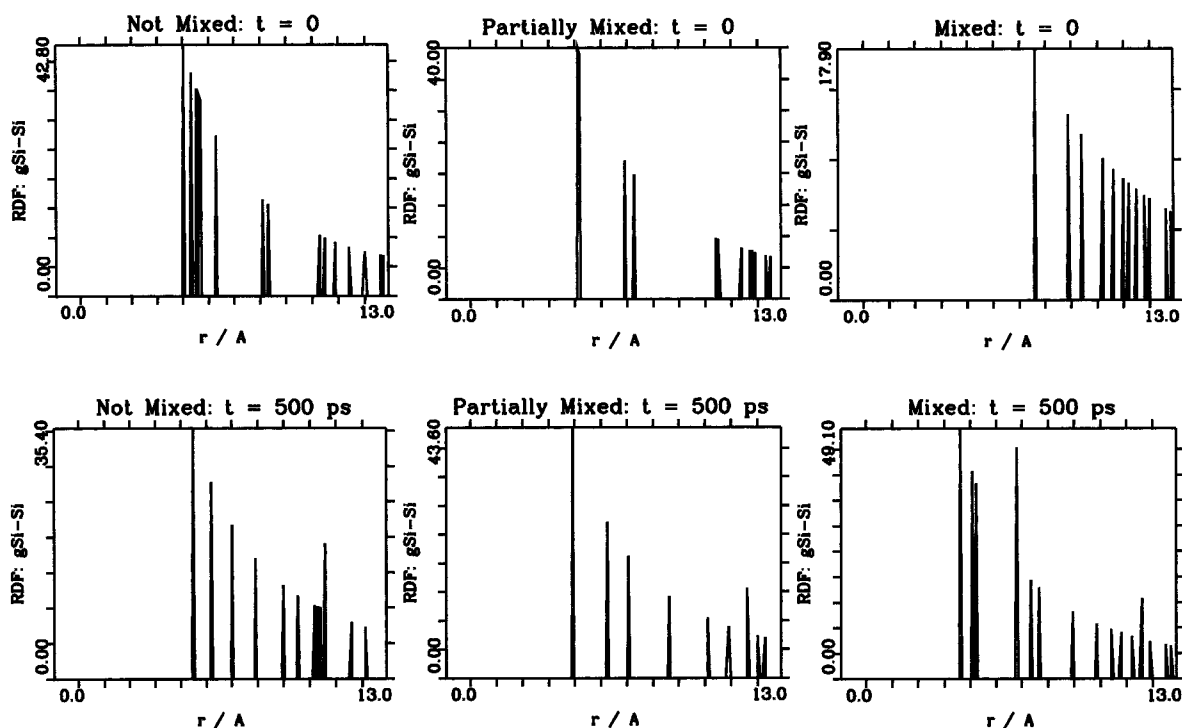 Not Mixed: t = 0
42.80
RDF: gSi-Si
0.00
0.0
13.0
r / A
Partially Mixed: t = 0
40.00
RDF: gSi-Si
0.00
0.0
13.0
r / A
Mixed: t = 0
17.90
RDF: gSi-Si
0.00
0.0
13.0
r / A
Not Mixed: t = 500 ps
35.40
RDF: gSi-Si
0.00
0.0
13.0
r / A
Partially Mixed: t = 500 ps
43.60
RDF: gSi-Si
0.00
0.0
13.0
r / A
Mixed: t = 500 ps
49.10
RDF: gSi-Si
0.00
0.0
13.0
r / A